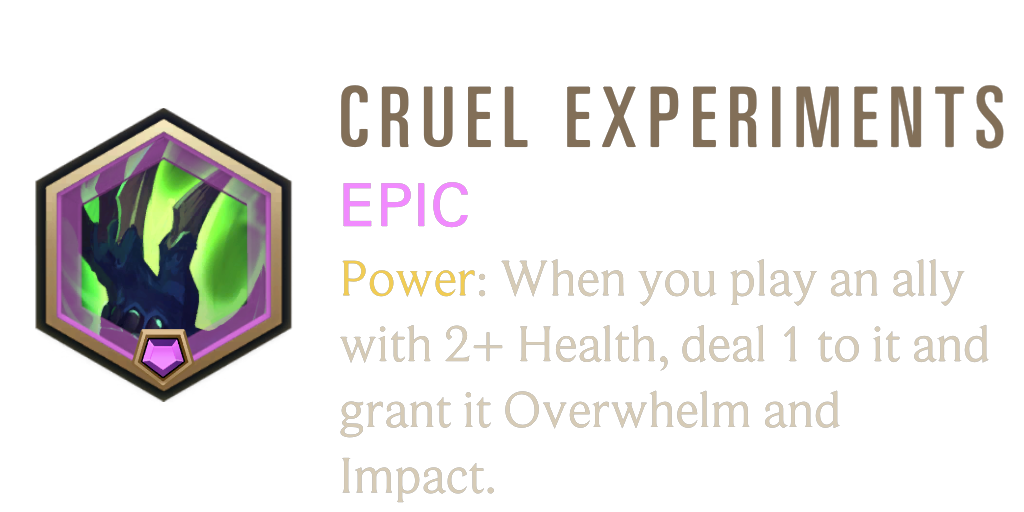 CRUEL EXPERIMENTS
EPIC
Power: When you play an ally
with 2+ Health, deal 1 to it and
grant it Overwhelm and
Impact.